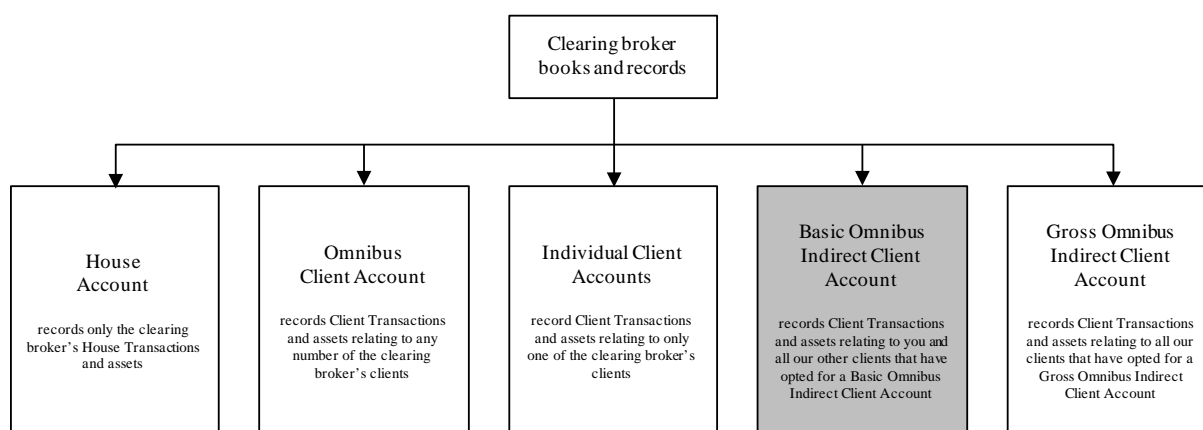 Clearing broker
books and records
House
Account
records only the clearing
broker's House Transactions
and assets
Omnibus
Client Account
records Client Transactions
and assets relating to any
number of the clearing
broker's clients
Individual Client
Accounts
record Client Transactions
and assets relating to only
one of the clearing broker's
clients
Basic Omnibus
Indirect Client
Account
records Client Transactions
and assets relating to you and
all our other clients that have
opted for a Basic Omnibus
Indirect Client Account
Gross Omnibus
Indirect Client
Account
records Client Transactions
and assets relating to all our
clients that have opted for a
Gross Omnibus Indirect
Client Account